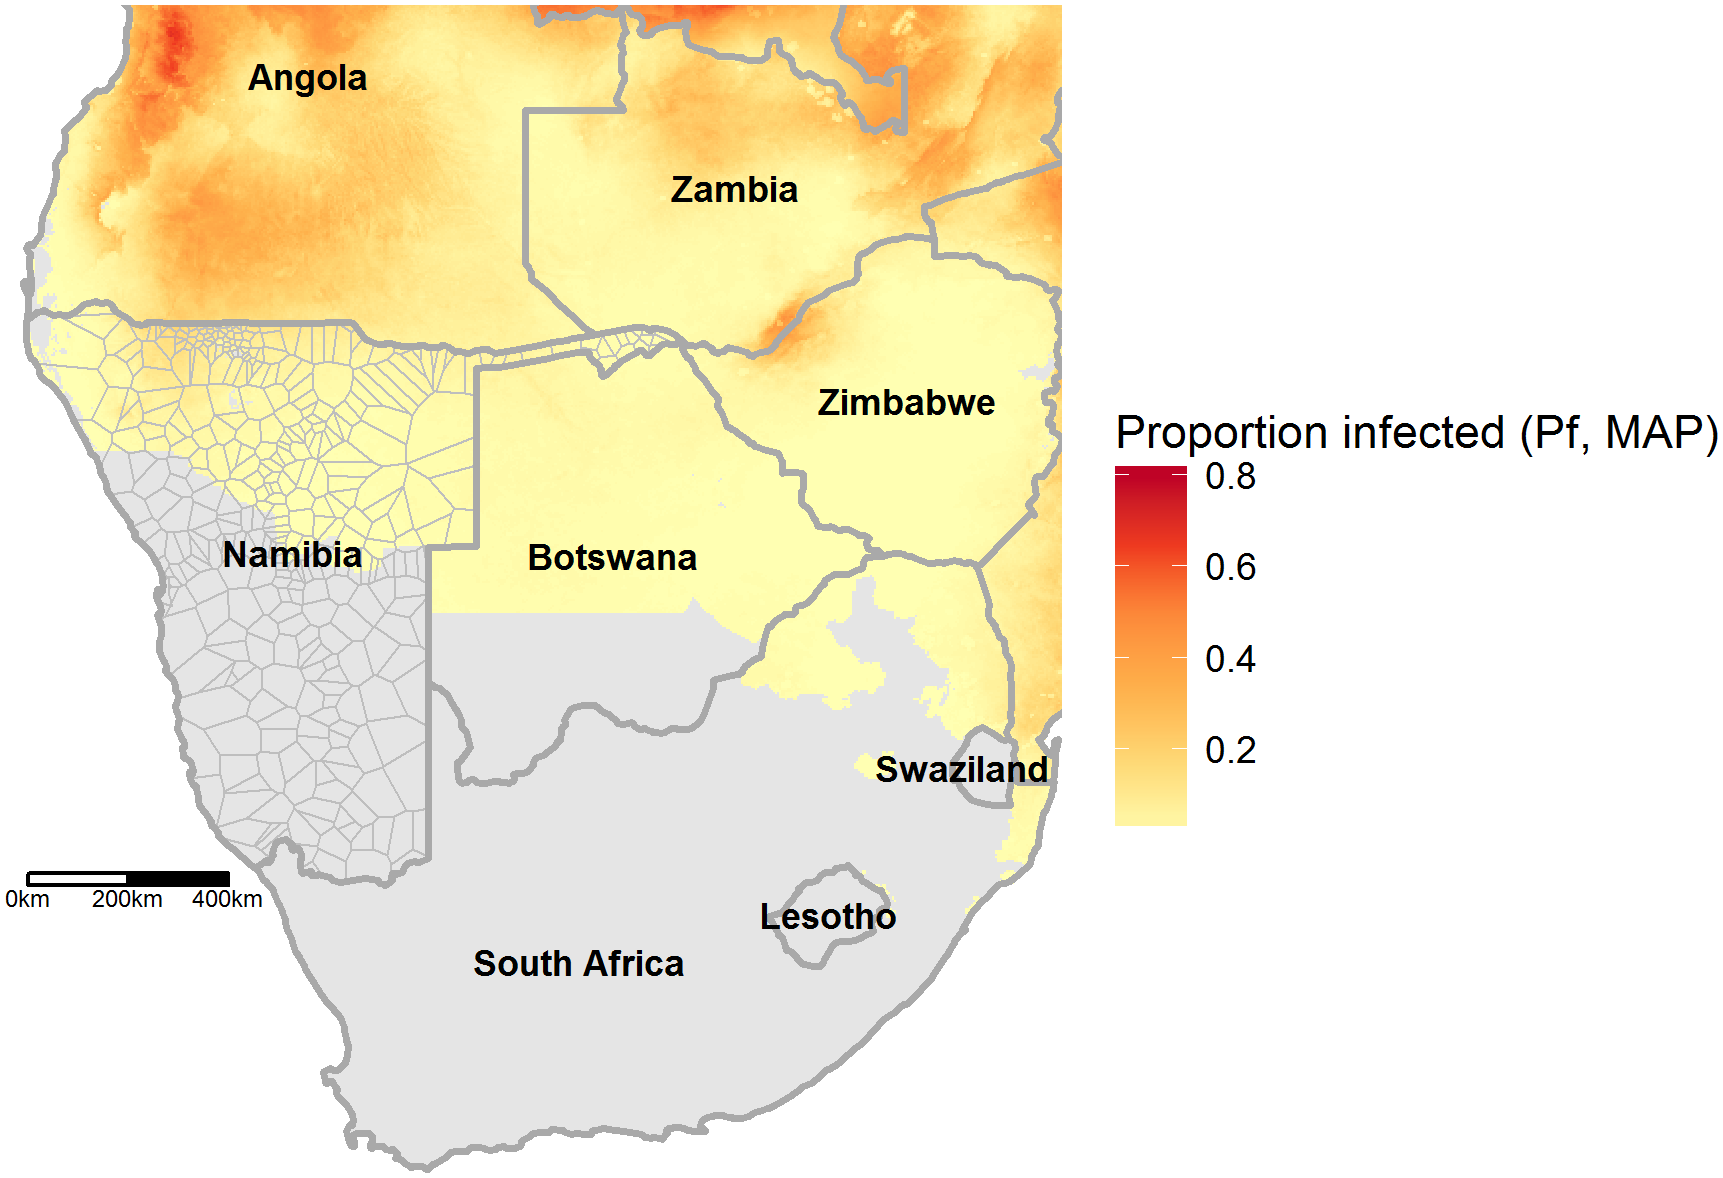 Angola
Zambia
Zimbabwe
Namibia
Botswana
Swaziland
Lesotho
South Africa
0km 200km 400km
Proportion infected (Pf, MAP)
0.8
0.6
0.4
0.2